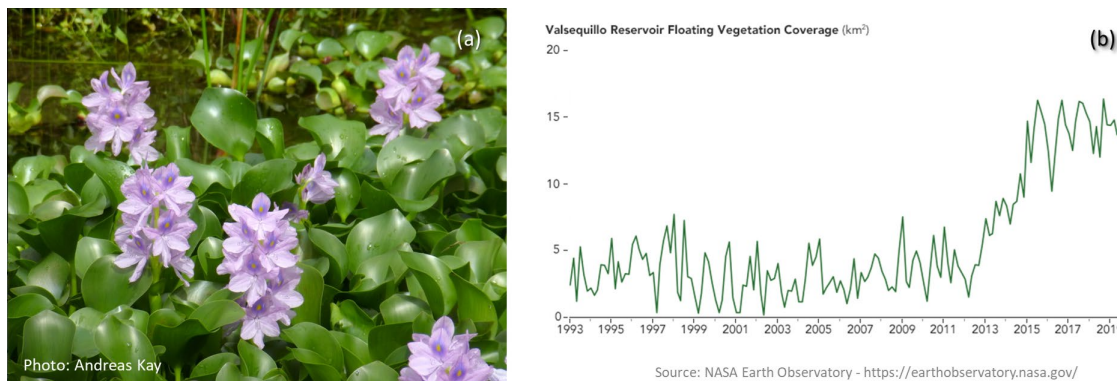 (a)
Photo: Andreas Kay
Valsequillo Reservoir Floating Vegetation Coverage (km²)
(b)
20
15
10
5
0
1993 1995 1997 1999 2001 2003 2005 2007 2009 2011 2013 2015 2017
Source: NASA Earth Observatory - https://earthobservatory.nasa.gov/